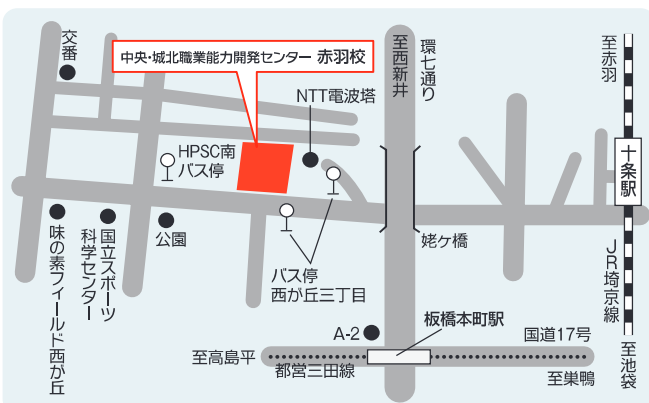 交番
中央・城北職業能力開発センター 赤羽校
NTT電波塔
至西新井
環七通り
至赤羽
十条駅
HPSC南
バス停
味の素フィールド西が丘
国立スポーツ
科学センター
公園
バス停
西が丘三丁目
姥ケ橋
JR埼京線
A-2
板橋本町駅
国道17号
至高島平
都営三田線
至巣鴨
至池袋